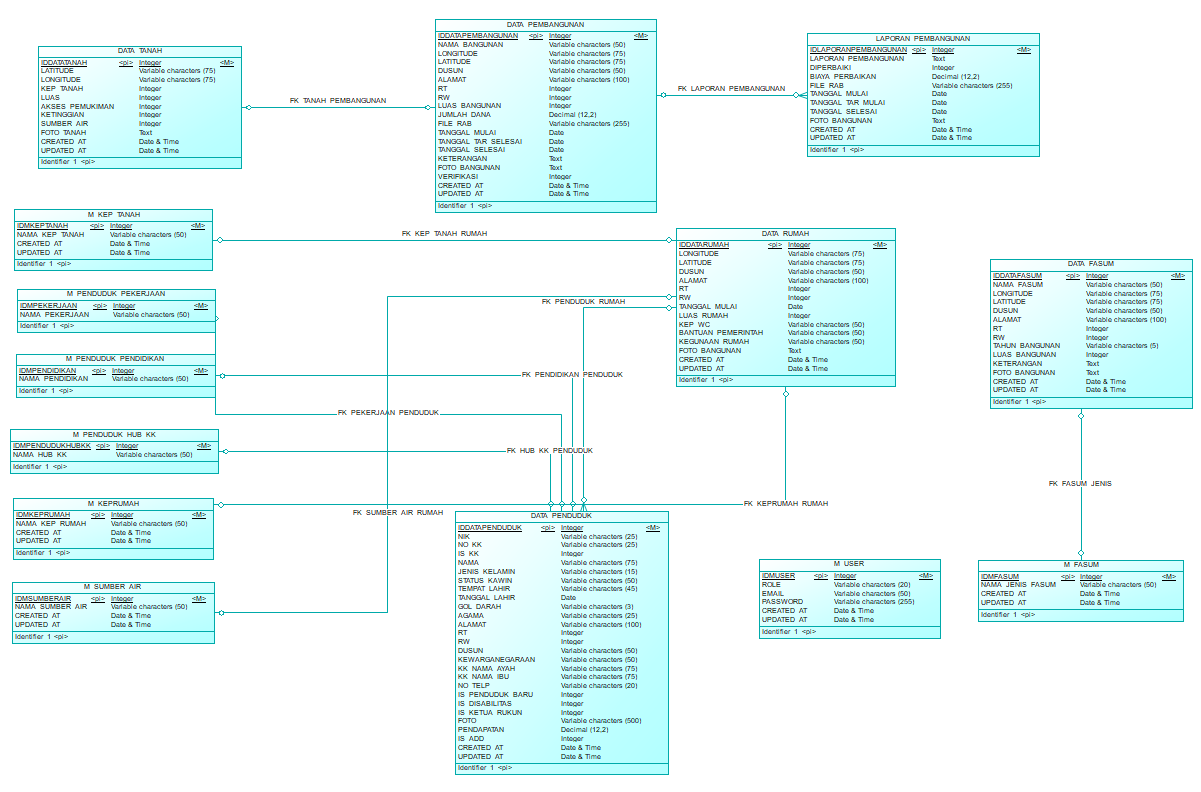 DATA PEMBANGUNAN
IDDATAPEMBANGUNAN <pi> Integer <M>
NAMA BANGUNAN Variable characters (50)
LONGITUDE Variable characters (75)
LATITUDE Variable characters (75)
DUSUN Variable characters (50)
ALAMAT Variable characters (100)
RT Integer
RW Integer
LUAS BANGUNAN Integer
JUMLAH DANA Decimal (12,2)
FILE RAB Variable characters (255)
TANGGAL MULAI Date
TANGGAL TAR SELESAI Date
TANGGAL SELESAI Date
KETERANGAN Text
FOTO BANGUNAN Text
VERIFIKASI Integer
CREATED AT Date & Time
UPDATED AT Date & Time
Identifier 1 <pi>
DATA TANAH
IDDATATANAH <pi> Integer <M>
LATITUDE Variable characters (75)
LONGITUDE Variable characters (75)
KEP TANAH Integer
LUAS Integer
AKSES PEMUKIMAN Integer
KETINGGIAN Integer
SUMBER AIR Integer
FOTO TANAH Text
CREATED AT Date & Time
UPDATED AT Date & Time
Identifier 1 <pi>
FK TANAH PEMBANGUNAN
FK LAPORAN PEMBANGUNAN
LAPORAN PEMBANGUNAN
IDLAPORANPEMBANGUNAN <pi> Integer <M>
LAPORAN PEMBANGUNAN Text
DIPERBAIKI Integer
BIAYA PERBAIKAN Decimal (12,2)
FILE RAB Variable characters (255)
TANGGAL MULAI Date
TANGGAL TAR MULAI Date
TANGGAL SELESAI Date
FOTO BANGUNAN Text
CREATED AT Date & Time
UPDATED AT Date & Time
Identifier 1 <pi>
M KEP TANAH
IDMKEPTANAH <pi> Integer <M>
NAMA KEP TANAH Variable characters (50)
CREATED AT Date & Time
UPDATED AT Date & Time
Identifier 1 <pi>
FK KEP TANAH RUMAH
DATA RUMAH
IDDATARUMAH <pi> Integer <M>
LONGITUDE Variable characters (75)
LATITUDE Variable characters (75)
DUSUN Variable characters (50)
ALAMAT Variable characters (100)
RT Integer
RW Integer
TANGGAL MULAI Date
LUAS RUMAH Integer
KEP WC Variable characters (50)
BANTUAN PEMERINTAH Variable characters (50)
KEGUNAAN RUMAH Variable characters (50)
FOTO BANGUNAN Text
CREATED AT Date & Time
UPDATED AT Date & Time
Identifier 1 <pi>
DATA FASUM
IDDATAFASUM <pi> Integer <M>
NAMA FASUM Variable characters (50)
LONGITUDE Variable characters (75)
LATITUDE Variable characters (75)
DUSUN Variable characters (50)
ALAMAT Variable characters (100)
RT Integer
RW Integer
TAHUN BANGUNAN Variable characters (5)
LUAS BANGUNAN Integer
KETERANGAN Text
FOTO BANGUNAN Text
CREATED AT Date & Time
UPDATED AT Date & Time
Identifier 1 <pi>
M PENDUDUK PEKERJAAN
IDMPEKERJAAN <pi> Integer <M>
NAMA PEKERJAAN Variable characters (50)
Identifier 1 <pi>
FK PENDUDUK RUMAH
M PENDUDUK PENDIDIKAN
IDMPENDIDIKAN <pi> Integer <M>
NAMA PENDIDIKAN Variable characters (50)
Identifier 1 <pi>
FK PENDIDIKAN PENDUDUK
FK PEKERJAAN PENDUDUK
M PENDUDUK HUB KK
IDMPENDUDUKHUBKK <pi> Integer <M>
NAMA HUB KK Variable characters (50)
Identifier 1 <pi>
FK HUB KK PENDUDUK
FK FASUM JENIS
M KEPRUMAH
IDMKEPRUMAH <pi> Integer <M>
NAMA KEP RUMAH Variable characters (50)
CREATED AT Date & Time
UPDATED AT Date & Time
Identifier 1 <pi>
FK KEPRUMAH RUMAH
FK SUMBER AIR RUMAH
DATA PENDUDUK
IDDATAPENDUDUK <pi> Integer <M>
NIK Variable characters (25)
NO KK Variable characters (25)
IS KK Integer
NAMA Variable characters (75)
JENIS KELAMIN Variable characters (15)
STATUS KAWIN Variable characters (50)
TEMPAT LAHIR Variable characters (45)
TANGGAL LAHIR Date
GOL DARAH Variable characters (3)
AGAMA Variable characters (25)
ALAMAT Variable characters (100)
RT Integer
RW Integer
DUSUN Variable characters (50)
KEWARGANEGARAAN Variable characters (50)
KK NAMA AYAH Variable characters (75)
KK NAMA IBU Variable characters (75)
NO TELP Variable characters (20)
IS PENDUDUK BARU Integer
IS DISABILITAS Integer
IS KETUA RUKUN Integer
FOTO Variable characters (500)
PENDAPATAN Decimal (12,2)
IS ADD Integer
CREATED AT Date & Time
UPDATED AT Date & Time
Identifier 1 <pi>
M SUMBER AIR
IDMSUMBERAIR <pi> Integer <M>
NAMA SUMBER AIR Variable characters (50)
CREATED AT Date & Time
UPDATED AT Date & Time
Identifier 1 <pi>
M USER
IDMUSER <pi> Integer <M>
ROLE Variable characters (20)
EMAIL Variable characters (50)
PASSWORD Variable characters (255)
CREATED AT Date & Time
UPDATED AT Date & Time
Identifier 1 <pi>
M FASUM
IDMFASUM <pi> Integer <M>
NAMA JENIS FASUM Variable characters (50)
CREATED AT Date & Time
UPDATED AT Date & Time
Identifier 1 <pi>